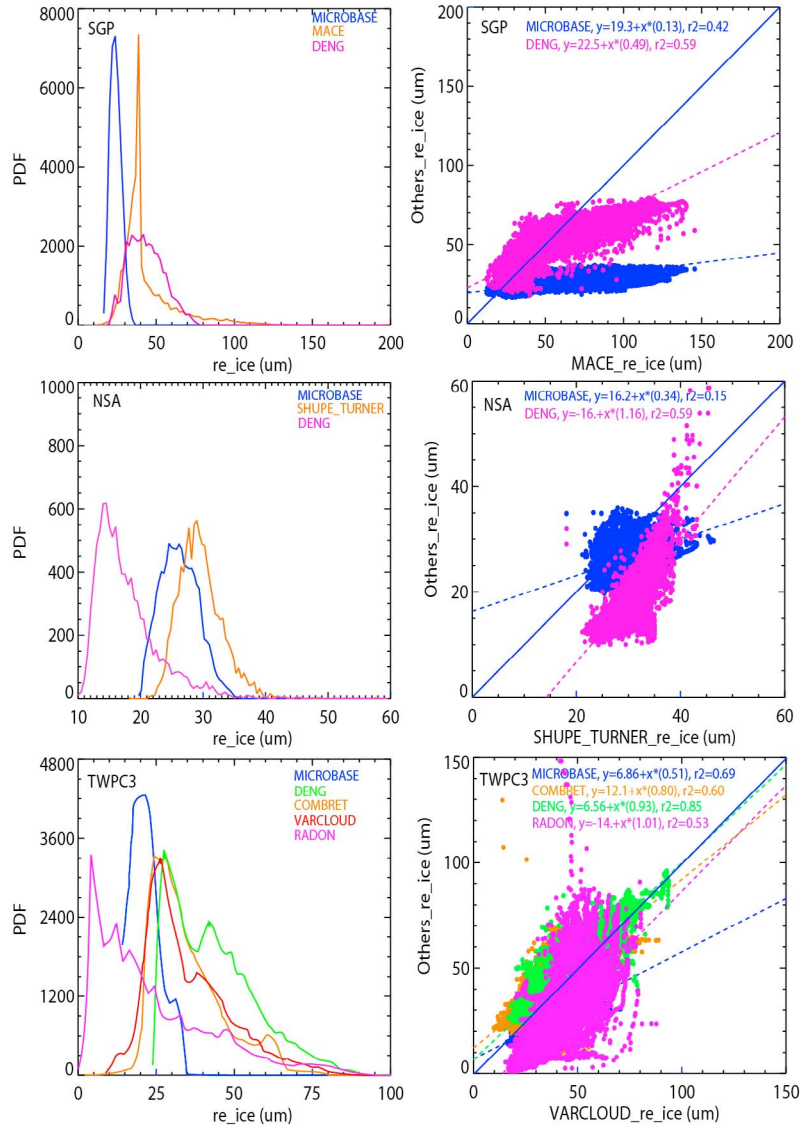 SGP
MICROBASE
MACE
DENG
8000
6000
4000
2000
0
PDF
0 50 100 150 200
re_ice (um)
SGP
MICROBASE, y=19.3+x*(0.13), r2=0.42
DENG, y=22.5+x*(0.49), r2=0.59
200
150
100
50
0
Others_re_ice (um)
0 50 100 150 200
MACE_re_ice (um)
NSA
MICROBASE
SHUPE_TURNER
DENG
1000
800
600
400
200
0
PDF
10 20 30 40 50 60
re_ice (um)
NSA
MICROBASE, y=16.2+x*(0.34), r2=0.15
DENG, y=-16.+x*(1.16), r2=0.59
60
40
20
0
Others_re_ice (um)
0 20 40 60
SHUPE_TURNER_re_ice (um)
TWPC3
MICROBASE
DENG
COMBRET
VARCLOUD
RADON
4800
3600
2400
1200
0
PDF
0 25 50 75 100
re_ice (um)
TWPC3
MICROBASE, y=6.86+x*(0.51), r2=0.69
COMBRET, y=12.1+x*(0.80), r2=0.60
DENG, y=6.56+x*(0.93), r2=0.85
RADON, y=-14.+x*(1.01), r2=0.53
150
100
50
0
Others_re_ice (um)
0 50 100 150
VARCLOUD_re_ice (um)